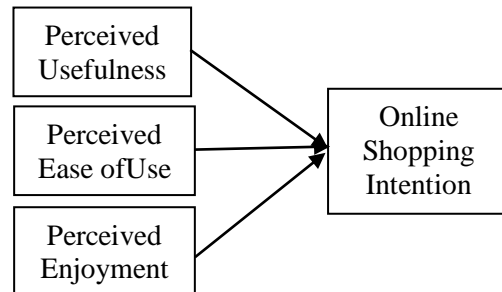 Perceived
Usefulness
Perceived
Ease ofUse
Perceived
Enjoyment
Online
Shopping
Intention